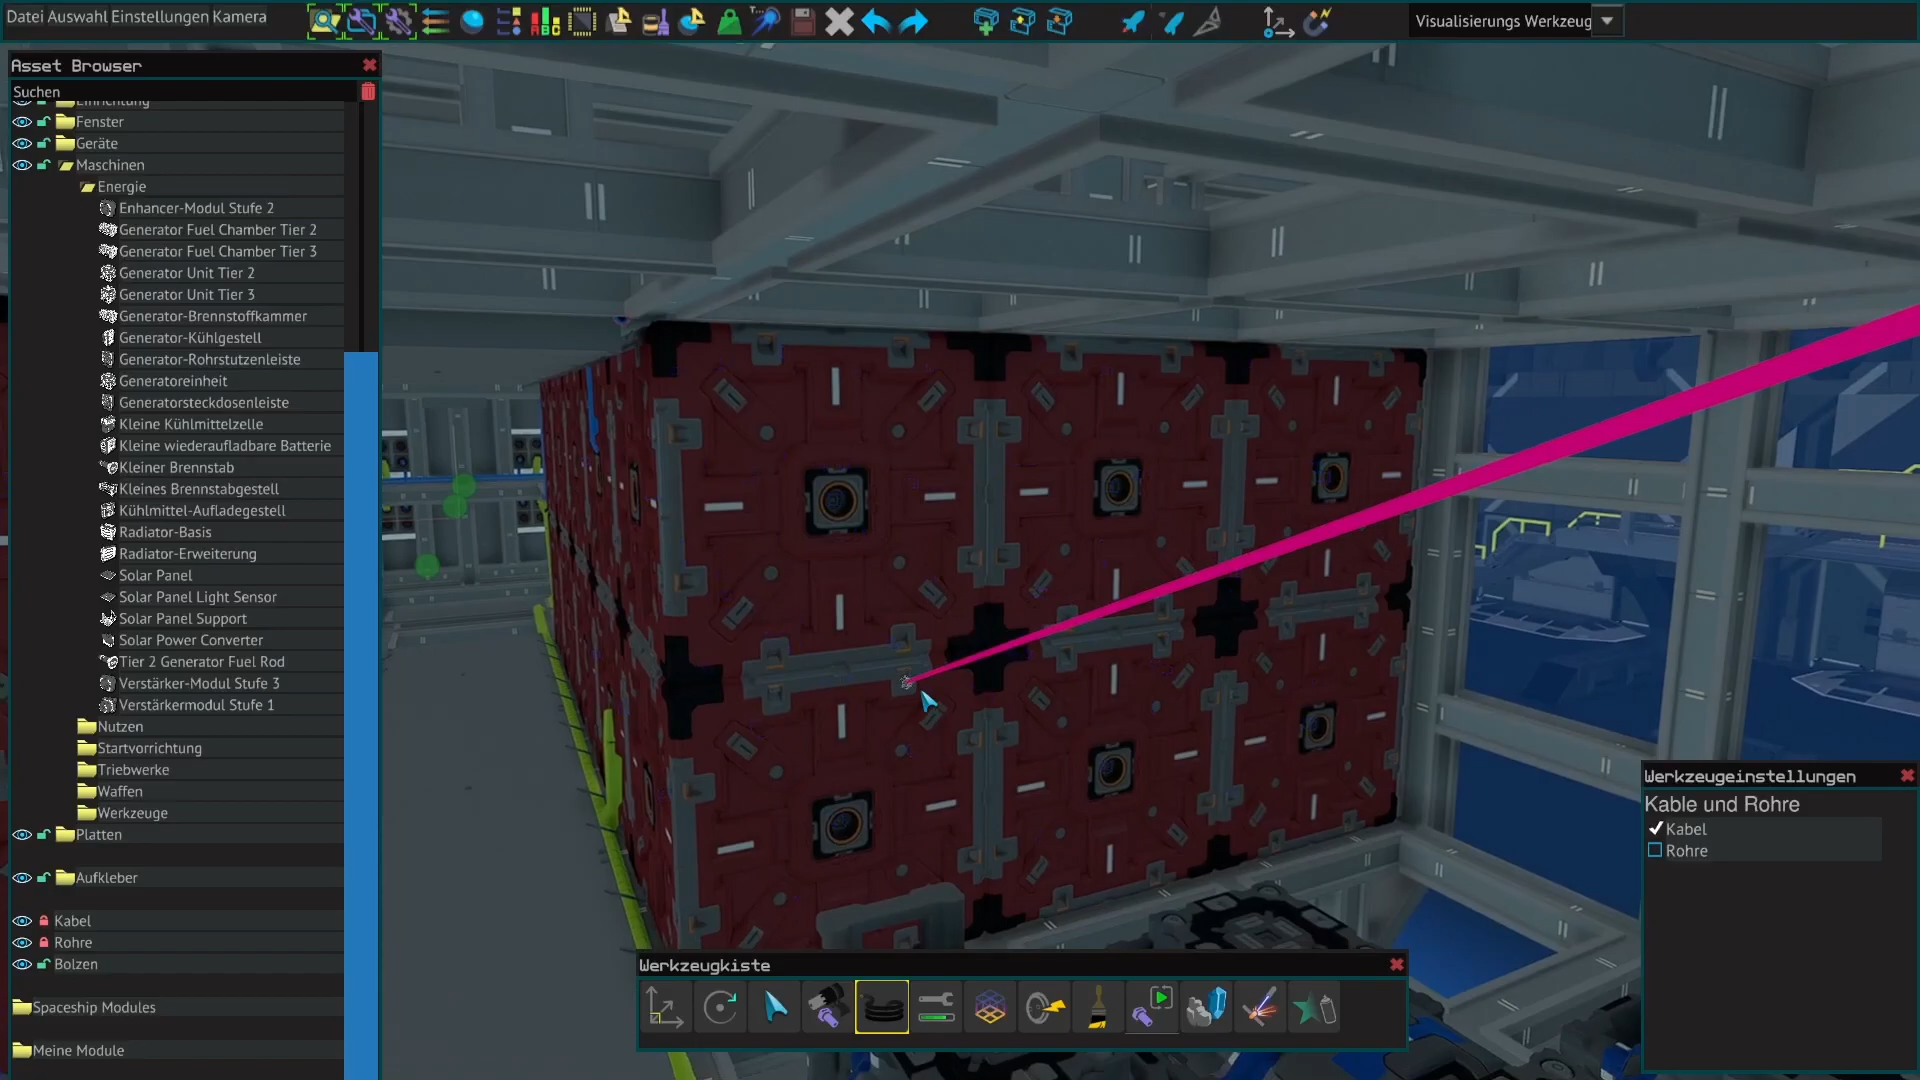 Datei Auswahl Einstellungen Kamera
Visualisierungs Werkzeug
Asset Browser
Suchen
Einrichtung
Fenster
Geräte
Maschinen
Energie
Enhancer-Modul Stufe 2
Generator Fuel Chamber Tier 2
Generator Fuel Chamber Tier 3
Generator Unit Tier 2
Generator Unit Tier 3
Generator-Brennstoffkammer
Generator-Kühlgestell
Generator-Rohrstutzenleiste
Generatoreinheit
Generatorsteckdosenleiste
Kleine Kühlmittelzelle
Kleine wiederaufladbare Batterie
Kleiner Brennstab
Kleines Brennstabgestell
Kühlmittel-Aufladegestell
Radiator-Basis
Radiator-Erweiterung
Solar Panel
Solar Panel Light Sensor
Solar Panel Support
Solar Power Converter
Tier 2 Generator Fuel Rod
Verstärker-Modul Stufe 3
Verstärkermodul Stufe 1
Nutzen
Startvorrichtung
Triebwerke
Waffen
Werkzeuge
Platten
Aufkleber
Kabel
Rohre
Bolzen
Spaceship Modules
Meine Module
Werkzeugkiste
Werkzeugeinstellungen
Kable und Rohre
Kabel
Rohre